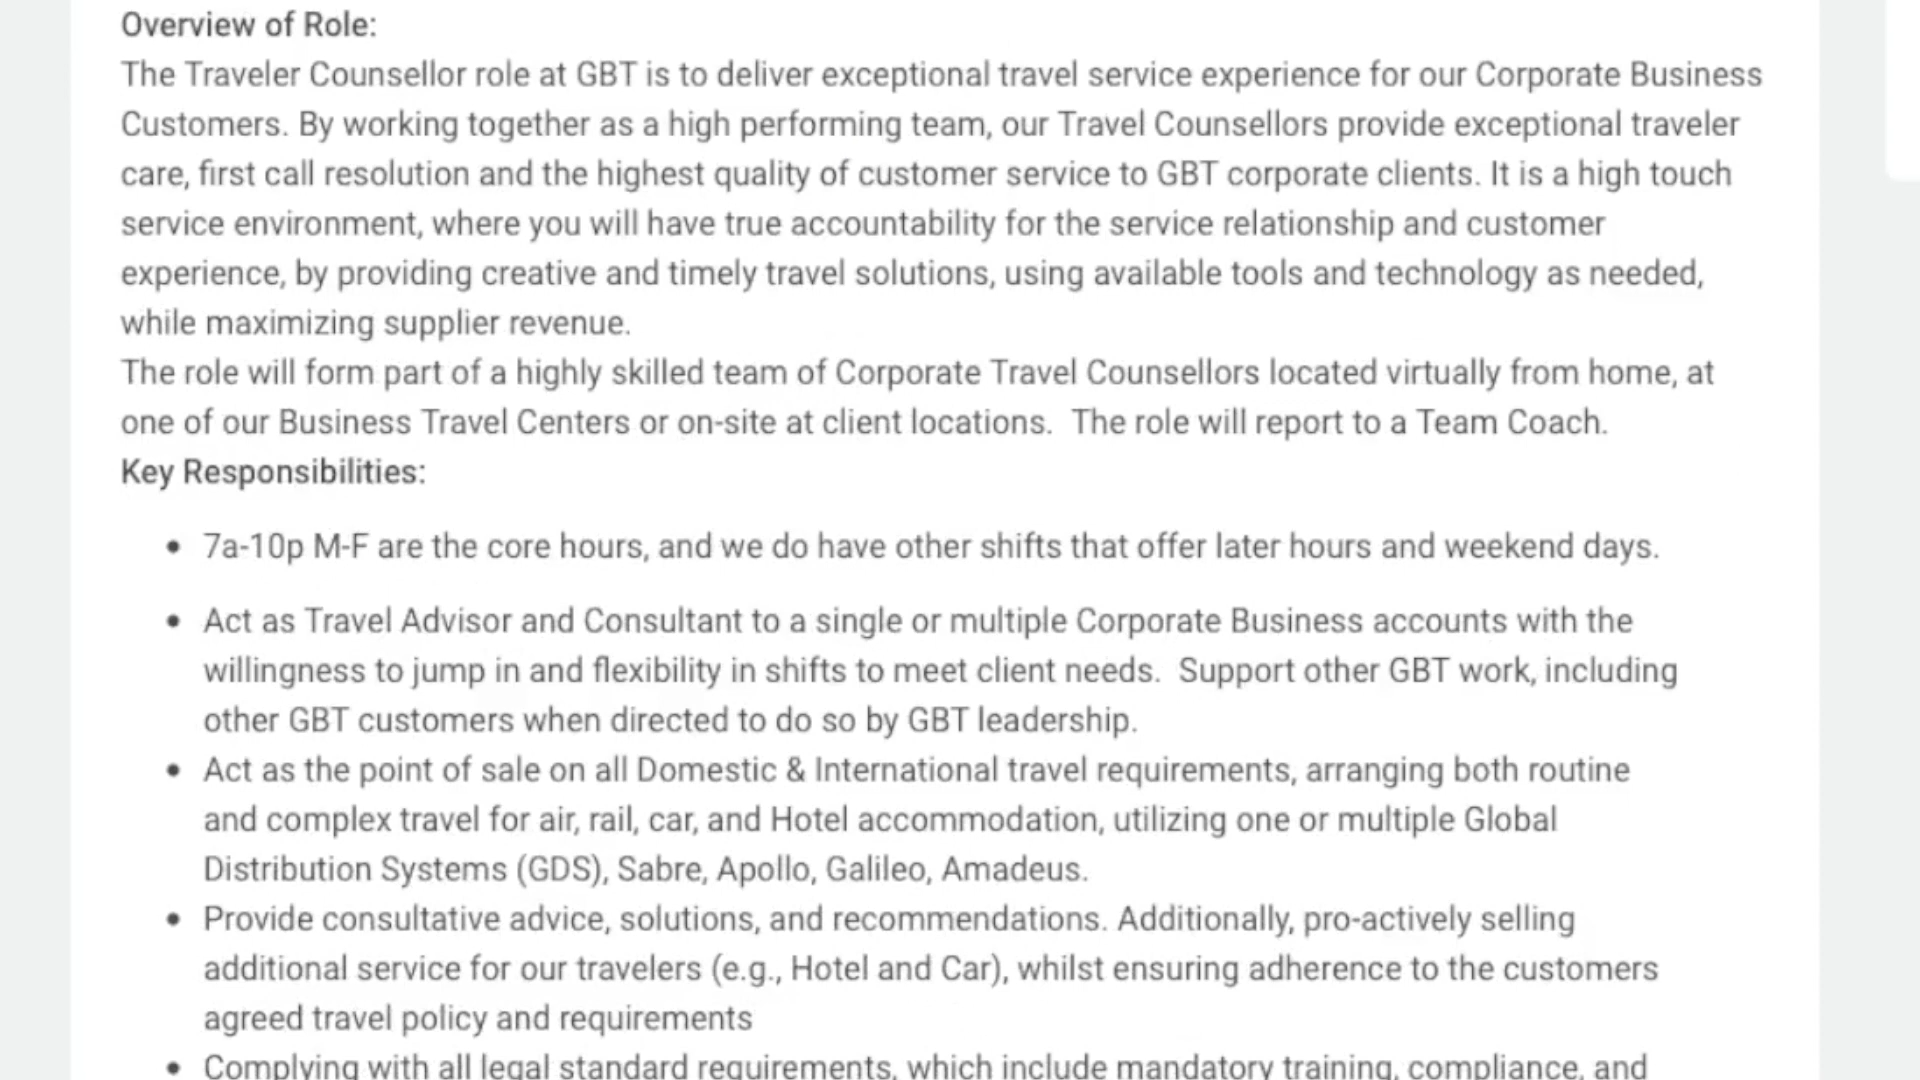 Overview of Role:
The Traveler Counsellor role at GBT is to deliver exceptional travel service experience for our Corporate Business
Customers. By working together as a high performing team, our Travel Counsellors provide exceptional traveler
care, first call resolution and the highest quality of customer service to GBT corporate clients. It is a high touch
service environment, where you will have true accountability for the service relationship and customer
experience, by providing creative and timely travel solutions, using available tools and technology as needed,
while maximizing supplier revenue.
The role will form part of a highly skilled team of Corporate Travel Counsellors located virtually from home, at
one of our Business Travel Centers or on-site at client locations.  The role will report to a Team Coach.
Key Responsibilities:
• 7a-10p M-F are the core hours, and we do have other shifts that offer later hours and weekend days.
• Act as Travel Advisor and Consultant to a single or multiple Corporate Business accounts with the
willingness to jump in and flexibility in shifts to meet client needs.  Support other GBT work, including
other GBT customers when directed to do so by GBT leadership.
• Act as the point of sale on all Domestic & International travel requirements, arranging both routine
and complex travel for air, rail, car, and Hotel accommodation, utilizing one or multiple Global
Distribution Systems (GDS), Sabre, Apollo, Galileo, Amadeus.
• Provide consultative advice, solutions, and recommendations. Additionally, pro-actively selling
additional service for our travelers (e.g., Hotel and Car), whilst ensuring adherence to the customers
agreed travel policy and requirements
• Complying with all legal standard requirements, which include mandatory training, compliance, and